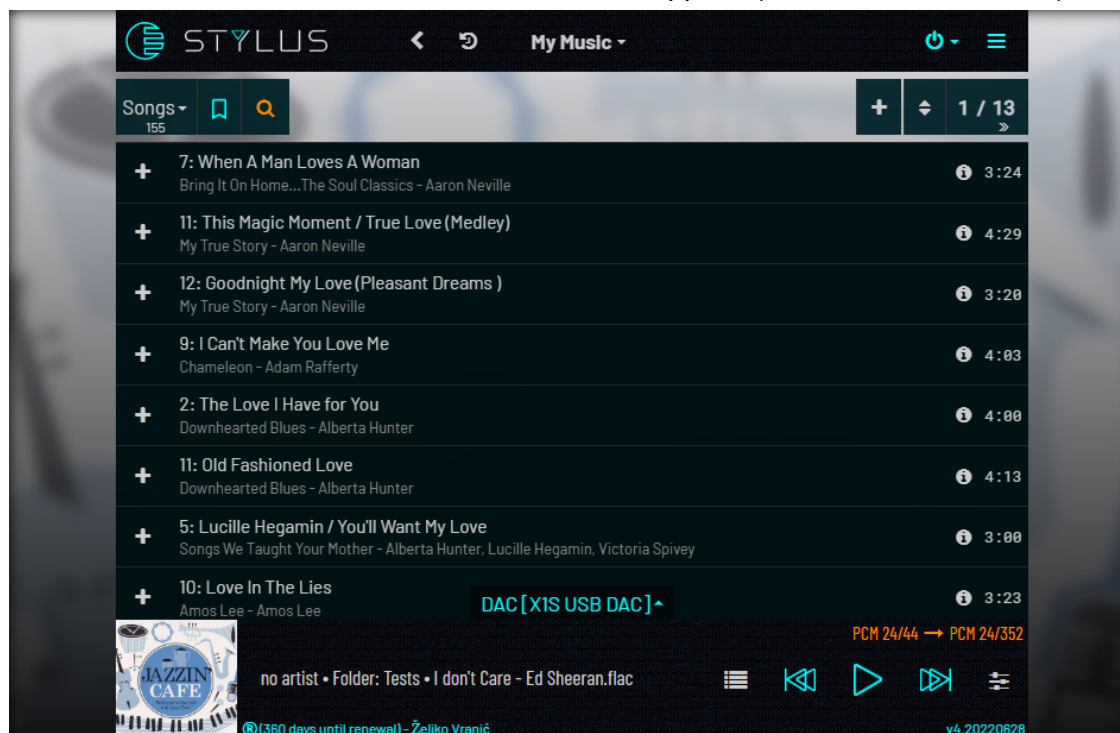 STYLUS
My Music
Songs
155
1 / 13
7: When A Man Loves A Woman
Bring It On Home...The Soul Classics - Aaron Neville
3:24
11: This Magic Moment / True Love (Medley)
My True Story - Aaron Neville
4:29
12: Goodnight My Love (Pleasant Dreams )
My True Story - Aaron Neville
3:20
9: I Can't Make You Love Me
Chameleon - Adam Rafferty
4:03
2: The Love I Have for You
Downhearted Blues - Alberta Hunter
4:00
11: Old Fashioned Love
Downhearted Blues - Alberta Hunter
4:13
5: Lucille Hegamin / You'll Want My Love
Songs We Taught Your Mother - Alberta Hunter, Lucille Hegamin, Victoria Spivey
3:00
10: Love In The Lies
Amos Lee - Amos Lee
3:23
DAC [X1S USB DAC]
PCM 24/44 → PCM 24/352
JAZZIN'
CAFE
no artist • Folder: Tests • I don't Care - Ed Sheeran.flac
®(360 days until renewal) - Željko Vranić
v4.20220628